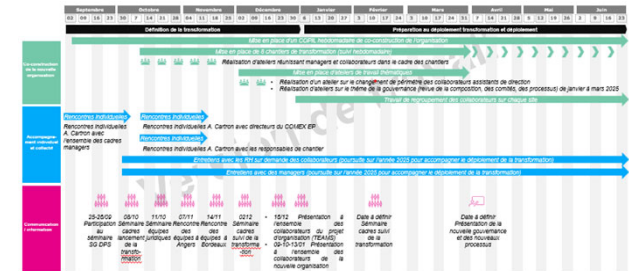 Septembre Octobre Novembre Décembre Janvier Février Mars Avril Mai Juin
Définition de la transformation
Préparation au déploiement transformation et déploiement
Co-construction de la nouvelle organisation
Mise en place d'un COPIL hebdomadaire de co-construction de l'organisation
Mise en place de 8 chantiers de transformation (suivi hebdomadaire)
Réalisation d'ateliers réunissant managers et collaborateurs dans le cadre des chantiers
Mise en place d'ateliers de travail thématiques
• Réalisation d'un atelier sur le changement de périmètre des collaborateurs assistants de direction
• Réalisation d'ateliers sur le thème de la gouvernance (revue de la composition, des comités, des processus) de janvier à mars 2025
Travail de regroupement des collaborateurs sur chaque site
Accompagnement individuel et collectif
Rencontres individuelles
Rencontres individuelles
Rencontres individuelles
A. Cartron avec
l'ensemble des cadres
managers
Rencontres individuelles A. Cartron avec directeurs du COMEX EP
Rencontres individuelles
Rencontres individuelles A. Cartron avec les responsables de chantier
Entretiens avec les RH sur demande des collaborateurs (poursuite sur l'année 2025 pour accompagner le déploiement de la transformation)
Entretiens avec des managers (poursuite sur l'année 2025 pour accompagner le déploiement de la transformation)
Communication / information
25-26/09
Participation
au
séminaire
SG DPS
08/10
Séminaire
cadres
lancement
de la
transfo-
rmation
11/10
Séminaire
équipes
juridiques
07/11
Rencontre
des
équipes à
Angers
14/11
Rencontre
des
équipes à
Bordeaux
02/12
Séminaire
cadres
suivi de la
transforma
-tion
• 16/12 Présentation à
l'ensemble des
collaborateurs du projet
d'organisation (TEAMS)
• 09-10-13/01 Présentation à
l'ensemble des
collaborateurs de la
nouvelle organisation
Date à définir
Séminaire
cadres
suivi de la
transformation
Date à définir
Présentation de la
nouvelle gouvernance
et des nouveaux
processus